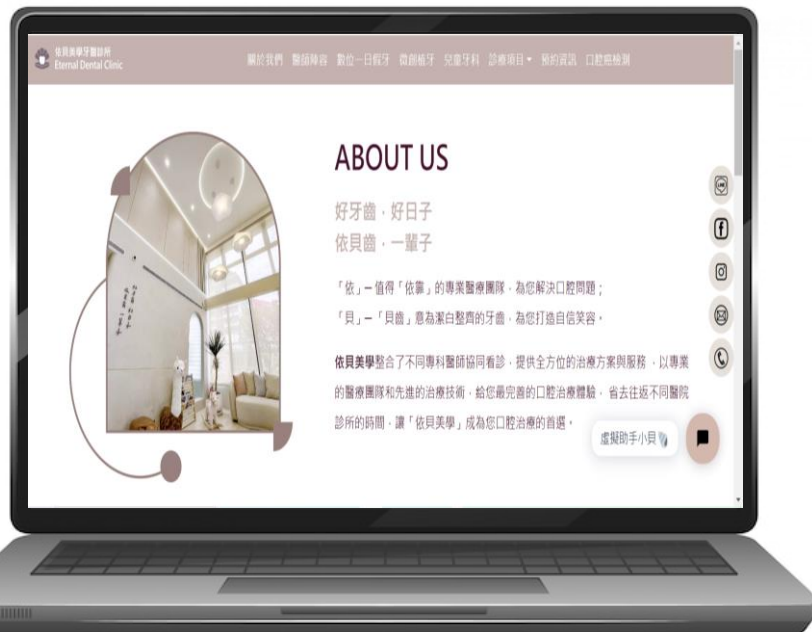 依貝美學牙醫診所
Eternal Dental Clinic
關於我們 醫師陣容 數位一日假牙 微創植牙 兒童牙科 診療項目 預約資訊 口腔癌檢測
ABOUT US
好牙齒，好日子
依貝齒，一輩子
「依」—值得「依靠」的專業醫療團隊，為您解決口腔問題；
「貝」—「貝齒」意為潔白整齊的牙齒，為您打造自信笑容。
依貝美學整合了不同專科醫師協同看診，提供全方位的治療方案與服務，以專業
的醫療團隊和先進的治療技術，給您最完善的口腔治療體驗，省去往返不同醫院
診所的時間，讓「依貝美學」成為您口腔治療的首選。
虛擬助手小貝
LINE